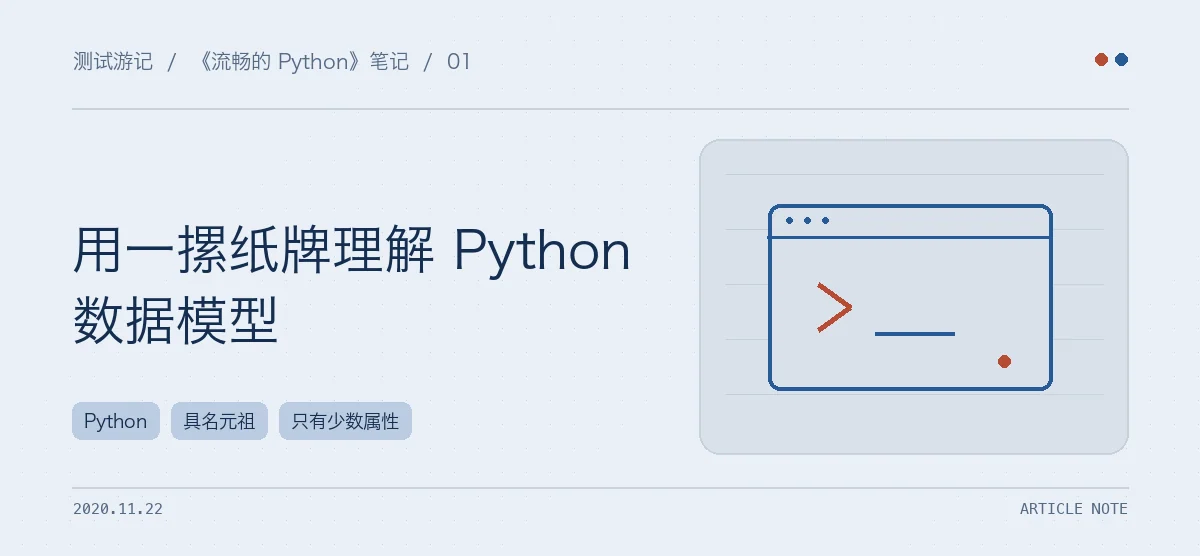 测试游记 / 《流畅的 Python》笔记 / 01
用一摞纸牌理解 Python
数据模型
Python 具名元祖 只有少数属性
2020.11.22 ARTICLE NOTE